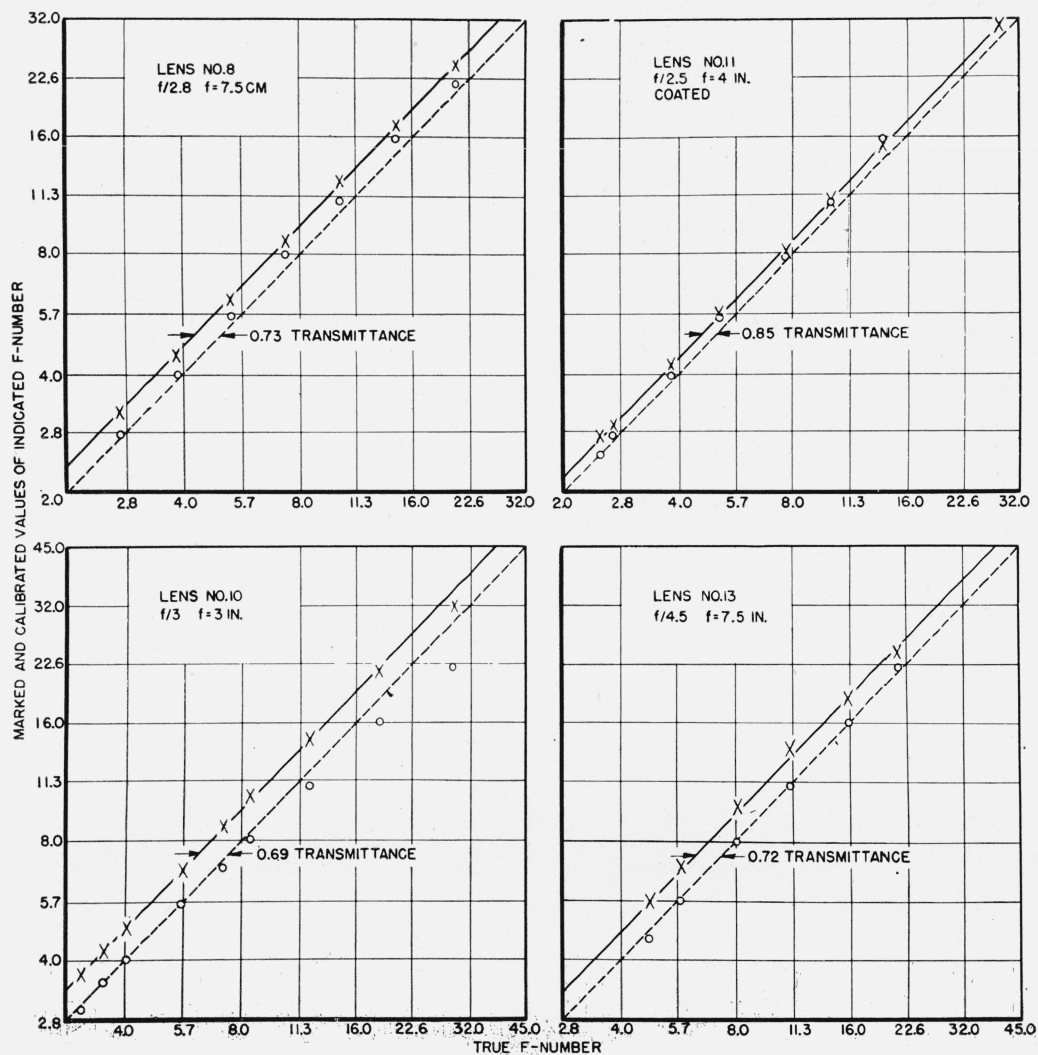 MARKED AND CALIBRATED VALUES OF INDICATED F-NUMBER
32.0
22.6
16.0
11.3
8.0
5.7
4.0
2.8
2.0
LENS NO.8
f/2.8 f=7.5CM
0.73 TRANSMITTANCE
2.0 2.8 4.0 5.7 8.0 11.3 16.0 22.6 32.0
LENS NO.11
f/2.5 f=4 IN.
COATED
0.85 TRANSMITTANCE
2.0 2.8 4.0 5.7 8.0 11.3 16.0 22.6 32.0
45.0
32.0
22.6
16.0
11.3
8.0
5.7
4.0
2.8
LENS NO.10
f/3 f=3 IN.
0.69 TRANSMITTANCE
4.0 5.7 8.0 11.3 16.0 22.6 32.0 45.0
LENS NO.13
f/4.5 f=7.5 IN.
0.72 TRANSMITTANCE
2.8 4.0 5.7 8.0 11.3 16.0 22.6 32.0 45.0
TRUE F-NUMBER